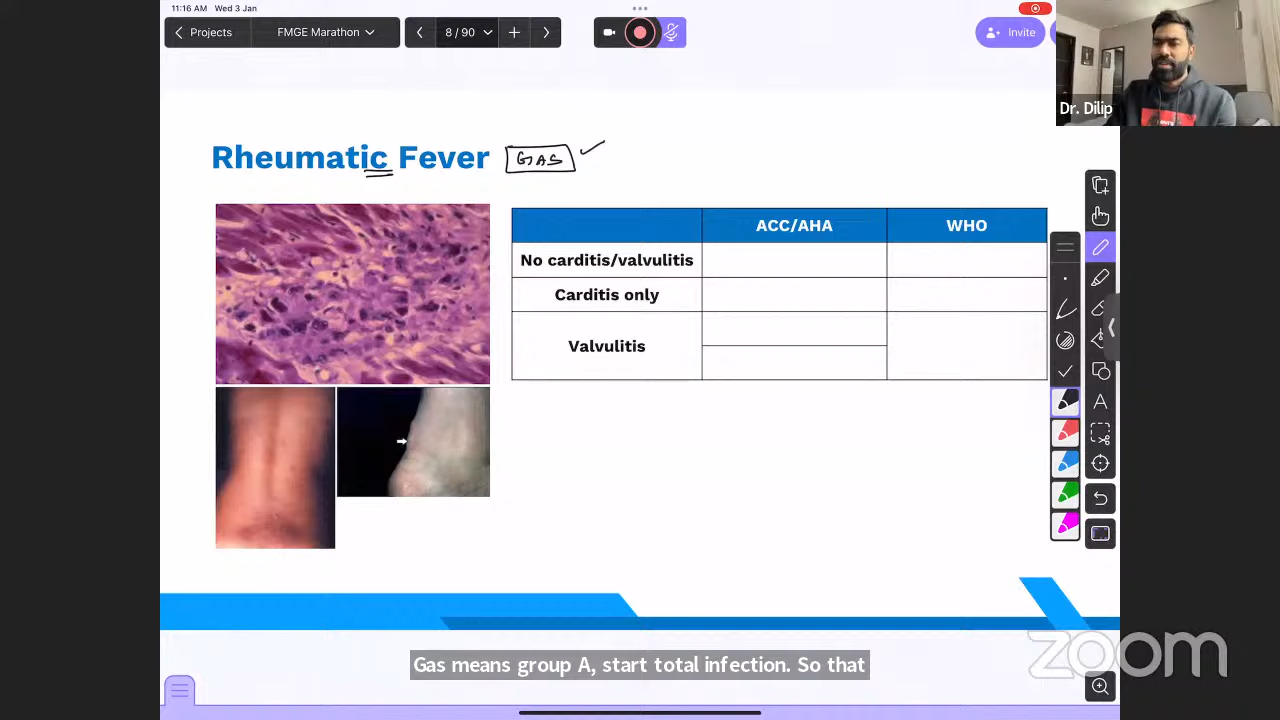 11:16 AM Wed 3 Jan
Projects
FMGE Marathon
8 / 90
Invite
Dr. Dilip
Rheumatic Fever
GAS
ACC/AHA
WHO
No carditis/valvulitis
Carditis only
Valvulitis
A
Gas means group A, start total infection. So that
zoom